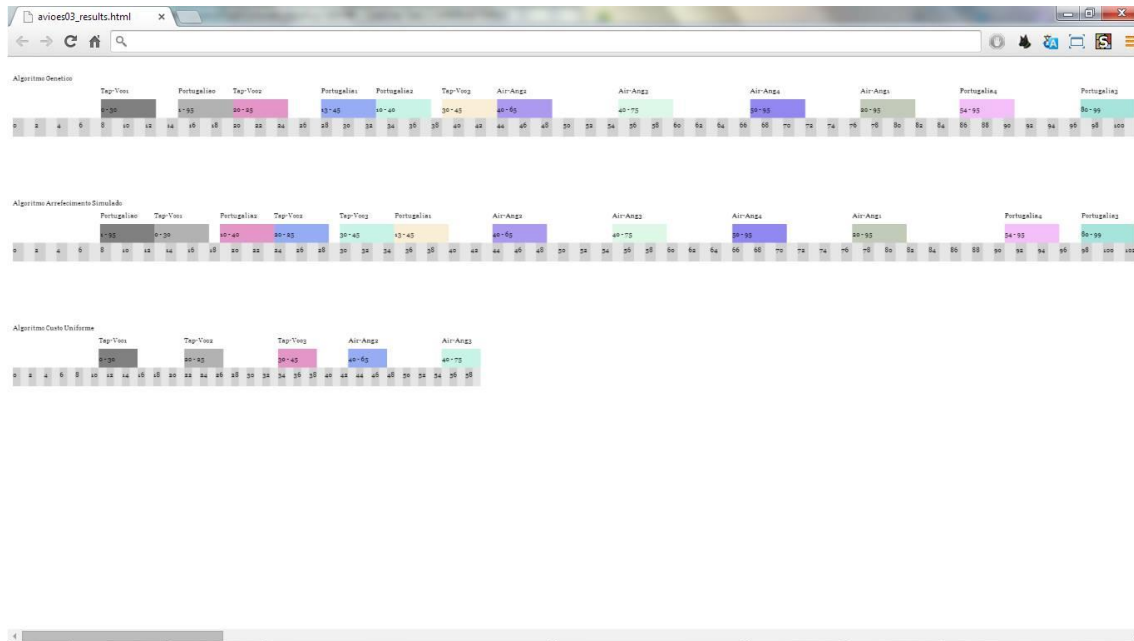 avioes03_results.html
Algoritmo Genetico
Tap-Voo1 Portugalia0 Tap-Voo2 Portugalia1 Portugalia2 Tap-Voo3 Air-Ang2 Air-Ang3 Air-Ang4 Air-Ang1 Portugalia4 Portugalia3
0 - 30 1 - 95 20 - 25 13 - 45 10 - 40 30 - 45 40 - 65 40 - 75 50 - 95 20 - 95 54 - 95 80 - 99
0 2 4 6 8 10 12 14 16 18 20 22 24 26 28 30 32 34 36 38 40 42 44 46 48 50 52 54 56 58 60 62 64 66 68 70 72 74 76 78 80 82 84 86 88 90 92 94 96 98 100
Algoritmo Arrefecimento Simulado
Portugalia0 Tap-Voo1 Portugalia2 Tap-Voo2 Tap-Voo3 Portugalia1 Air-Ang2 Air-Ang3 Air-Ang4 Air-Ang1 Portugalia4 Portugalia3
1 - 95 0 - 30 10 - 40 20 - 25 30 - 45 13 - 45 40 - 65 40 - 75 50 - 95 20 - 95 54 - 95 80 - 99
0 2 4 6 8 10 12 14 16 18 20 22 24 26 28 30 32 34 36 38 40 42 44 46 48 50 52 54 56 58 60 62 64 66 68 70 72 74 76 78 80 82 84 86 88 90 92 94 96 98 100 102
Algoritmo Custo Uniforme
Tap-Voo1 Tap-Voo2 Tap-Voo3 Air-Ang2 Air-Ang3
0 - 30 20 - 25 30 - 45 40 - 65 40 - 75
0 2 4 6 8 10 12 14 16 18 20 22 24 26 28 30 32 34 36 38 40 42 44 46 48 50 52 54 56 58